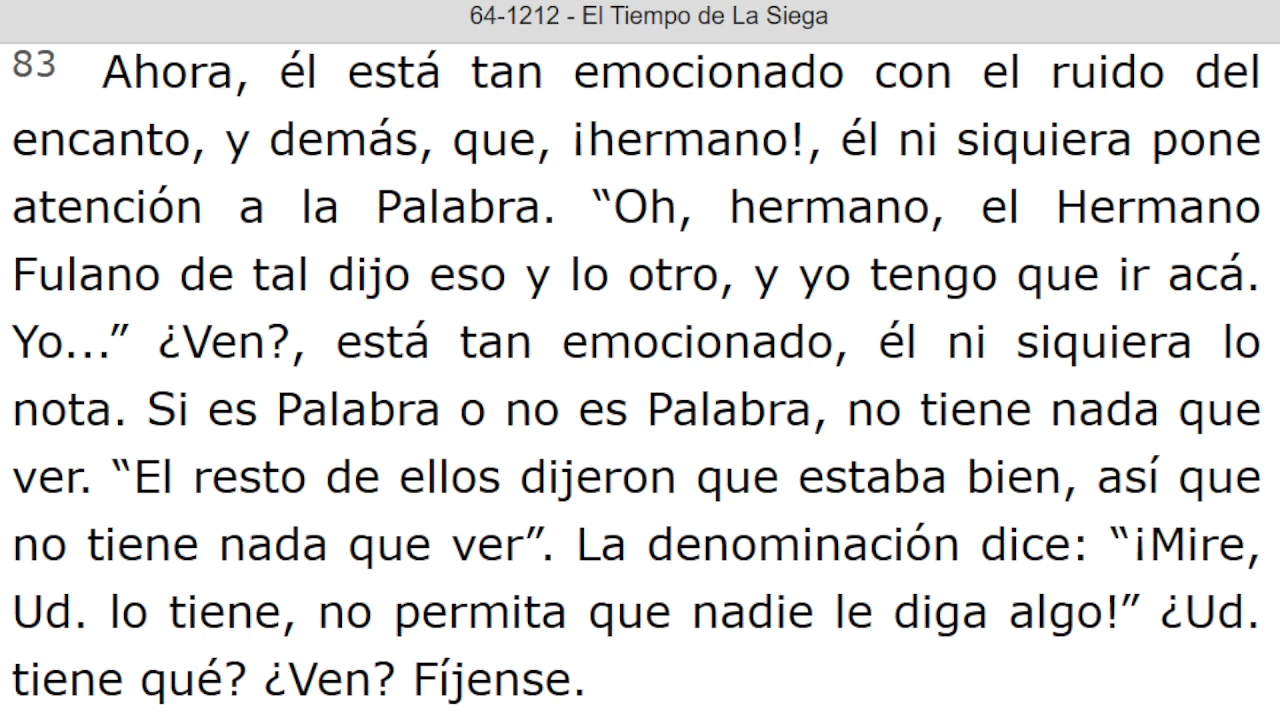 64-1212 - El Tiempo de La Siega
83 Ahora, él está tan emocionado con el ruido del
encanto, y demás, que, ¡hermano!, él ni siquiera pone
atención a la Palabra. “Oh, hermano, el Hermano
Fulano de tal dijo eso y lo otro, y yo tengo que ir acá.
Yo...” ¿Ven?, está tan emocionado, él ni siquiera lo
nota. Si es Palabra o no es Palabra, no tiene nada que
ver. “El resto de ellos dijeron que estaba bien, así que
no tiene nada que ver”. La denominación dice: “¡Mire,
Ud. lo tiene, no permita que nadie le diga algo!” ¿Ud.
tiene qué? ¿Ven? Fíjense.